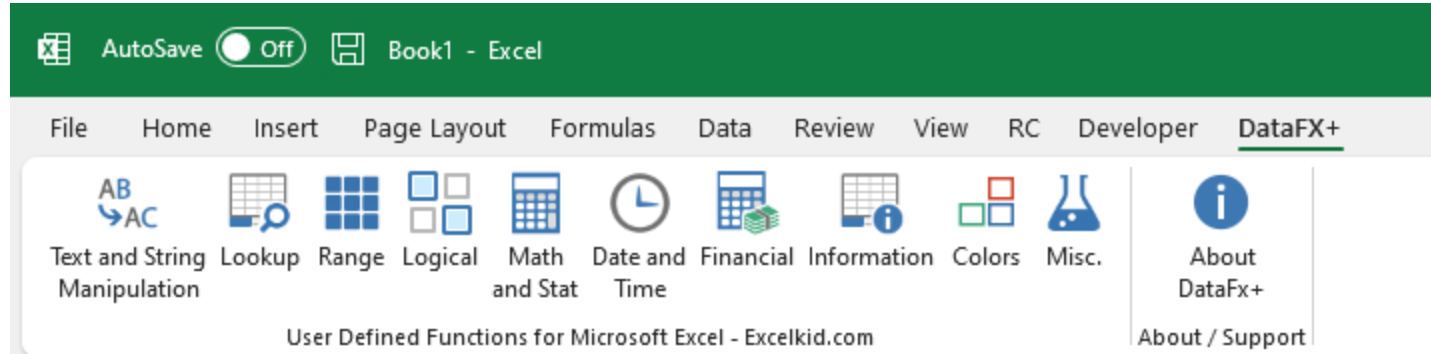 AutoSave Off Book1 - Excel
File Home Insert Page Layout Formulas Data Review View RC Developer DataFX+
AB
AC
Text and String Lookup Range Logical Math Date and Financial Information Colors Misc. About
Manipulation and Stat Time DataFx+
User Defined Functions for Microsoft Excel - Excelkid.com About / Support